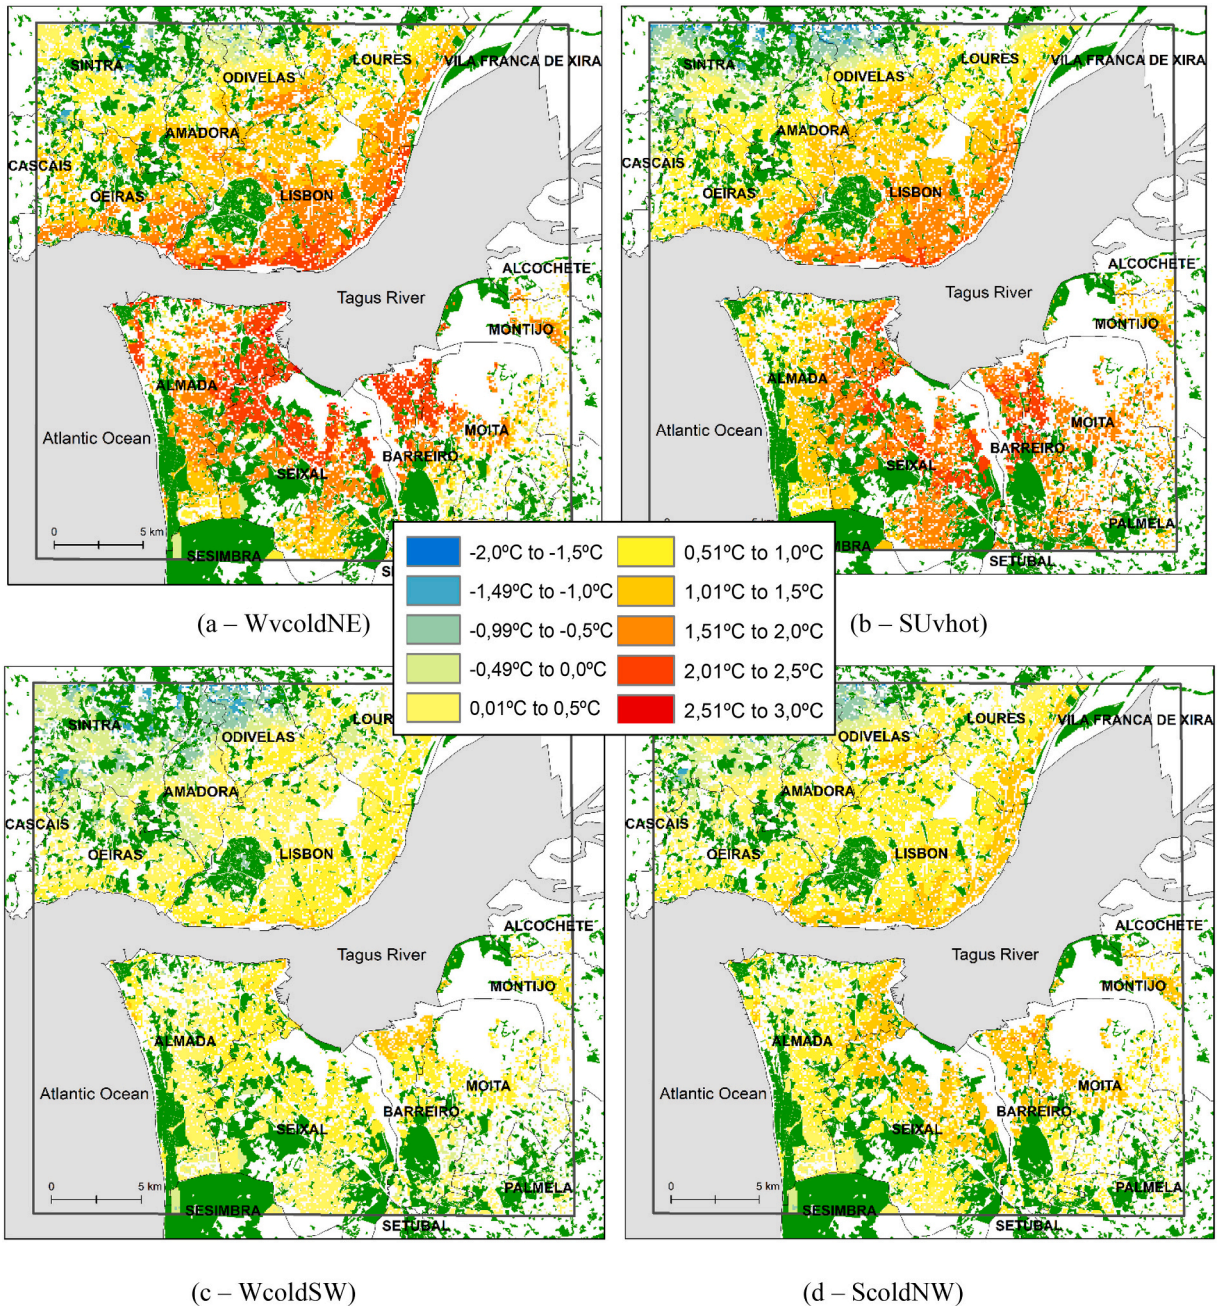 LOURES
VILA FRANCA DE XIRA
SINTRA
ODIVELAS
AMADORA
CASCAIS
OEIRAS
LISBON
ALCOCHETE
Tagus River
MONTIJO
ALMADA
Atlantic Ocean
MOITA
BARREIRO
SEIXAL
0 5 km
SESIMBRA
(a – WvcoldNE)
LOURES
VILA FRANCA DE XIRA
SINTRA
ODIVELAS
AMADORA
CASCAIS
OEIRAS
LISBON
ALCOCHETE
Tagus River
MONTIJO
ALMADA
Atlantic Ocean
MOITA
BARREIRO
SEIXAL
0 5 km
PALMELA
MBRA
SETUBAL
(b – SUvhot)
-2,0ºC to -1,5ºC
-1,49ºC to -1,0ºC
-0,99ºC to -0,5ºC
-0,49ºC to 0,0ºC
0,01ºC to 0,5ºC
0,51ºC to 1,0ºC
1,01ºC to 1,5ºC
1,51ºC to 2,0ºC
2,01ºC to 2,5ºC
2,51ºC to 3,0ºC
LOUR
SINTRA
ODIVELAS
AMADORA
CASCAIS
OEIRAS
LISBON
ALCOCHETE
Tagus River
MONTIJO
ALMADA
Atlantic Ocean
MOITA
BARREIRO
SEIXAL
0 5 km
PALMELA
SESIMBRA
SETUBAL
(c – WcoldSW)
LOURES
VILA FRANCA DE XIRA
SINTRA
ODIVELAS
AMADORA
CASCAIS
OEIRAS
LISBON
ALCOCHETE
Tagus River
MONTIJO
ALMADA
Atlantic Ocean
MOITA
BARREIRO
SEIXAL
0 5 km
PALMELA
SESIMBRA
SETUBAL
(d – ScoldNW)